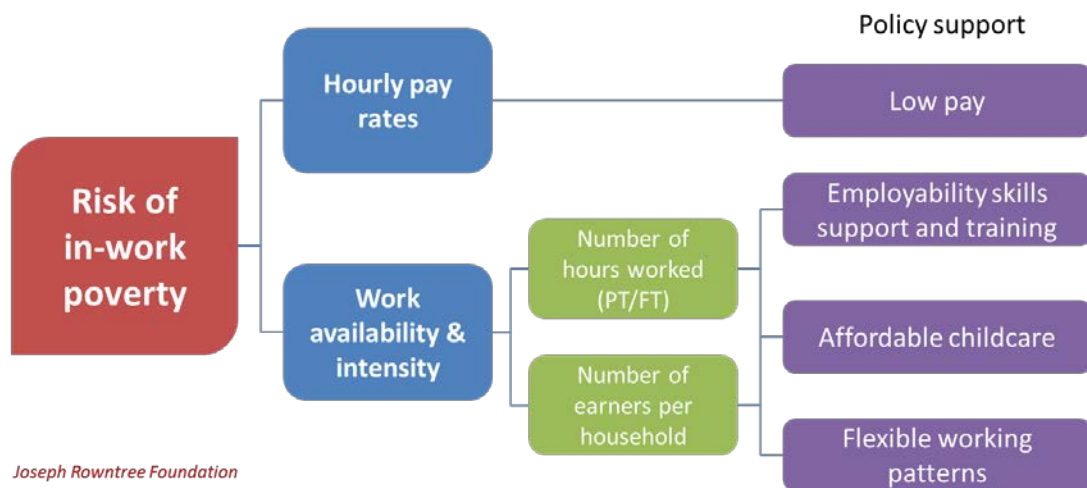 Policy support
Hourly pay
rates
Low pay
Risk of
in-work
poverty
Employability skills
support and training
Number of
hours worked
(PT/FT)
Work
availability &
intensity
Affordable childcare
Number of
earners per
household
Flexible working
patterns
Joseph Rowntree Foundation